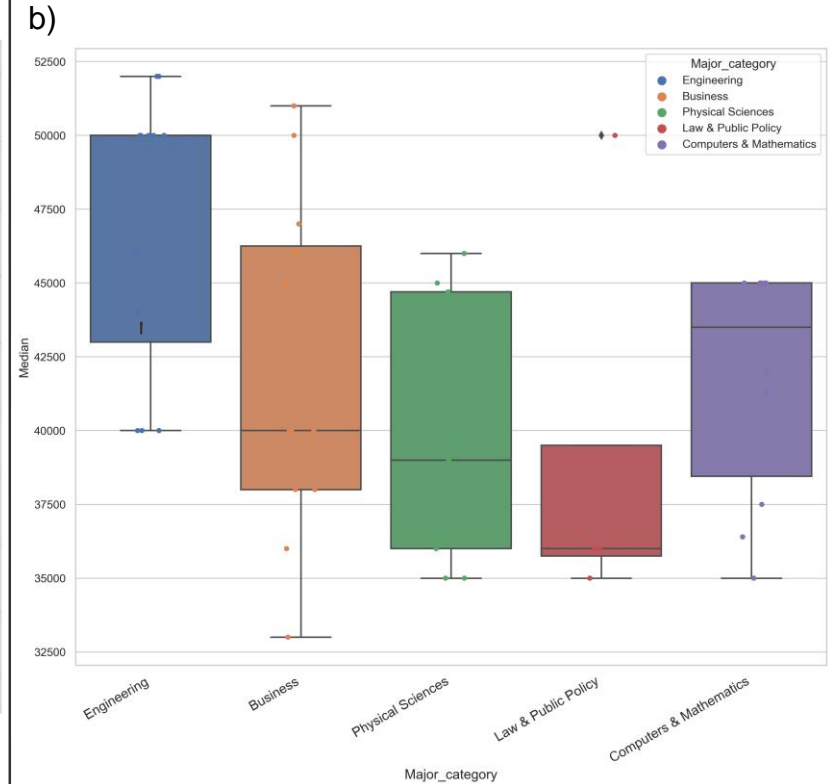 b)
52500
50000
47500
45000
42500
40000
37500
35000
32500
Median
Major_category
Engineering
Business
Physical Sciences
Law & Public Policy
Computers & Mathematics
Engineering
Business
Physical Sciences
Law & Public Policy
Computers & Mathematics
Major_category